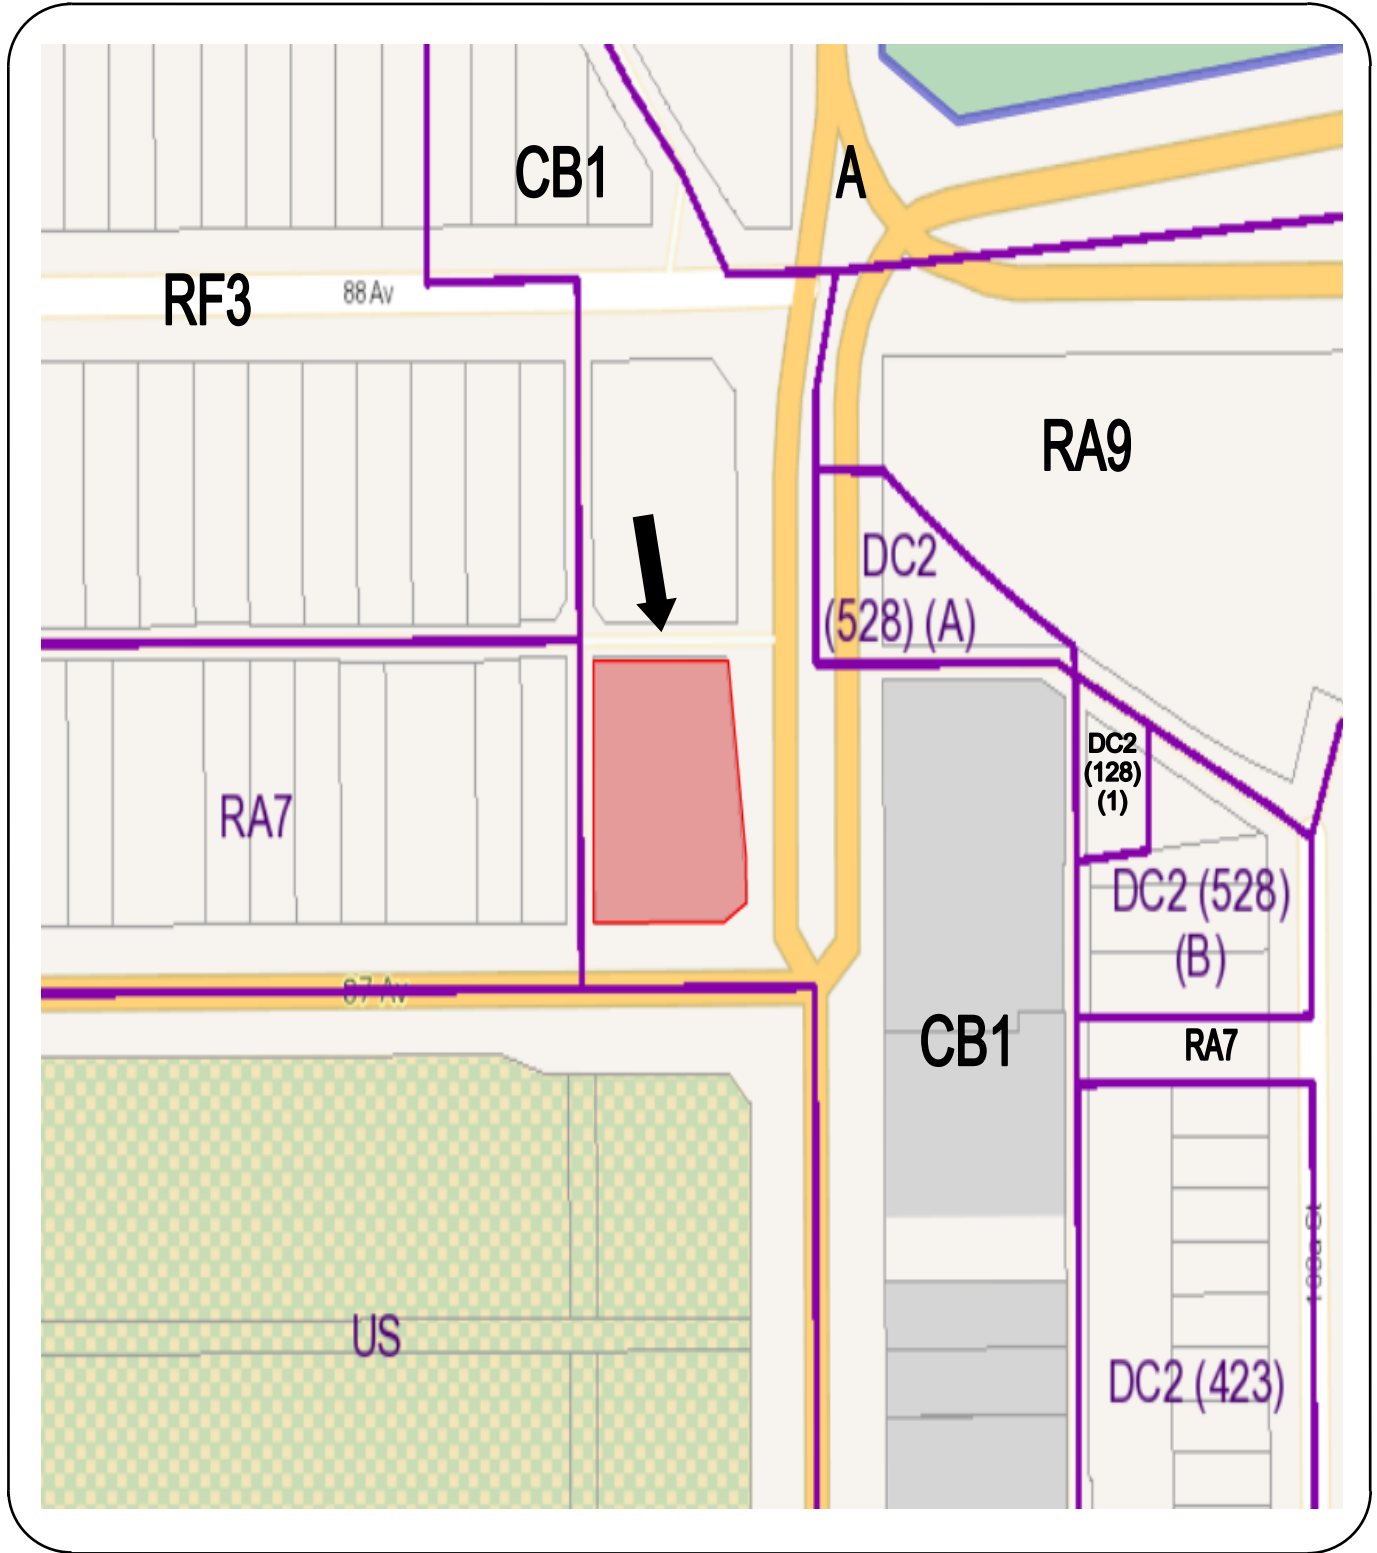 CB1
A
RF3
88 Av
RA9
DC2
(528) (A)
DC2
(128)
(1)
RA7
DC2 (528)
(B)
87 Av
CB1
RA7
US
DC2 (423)